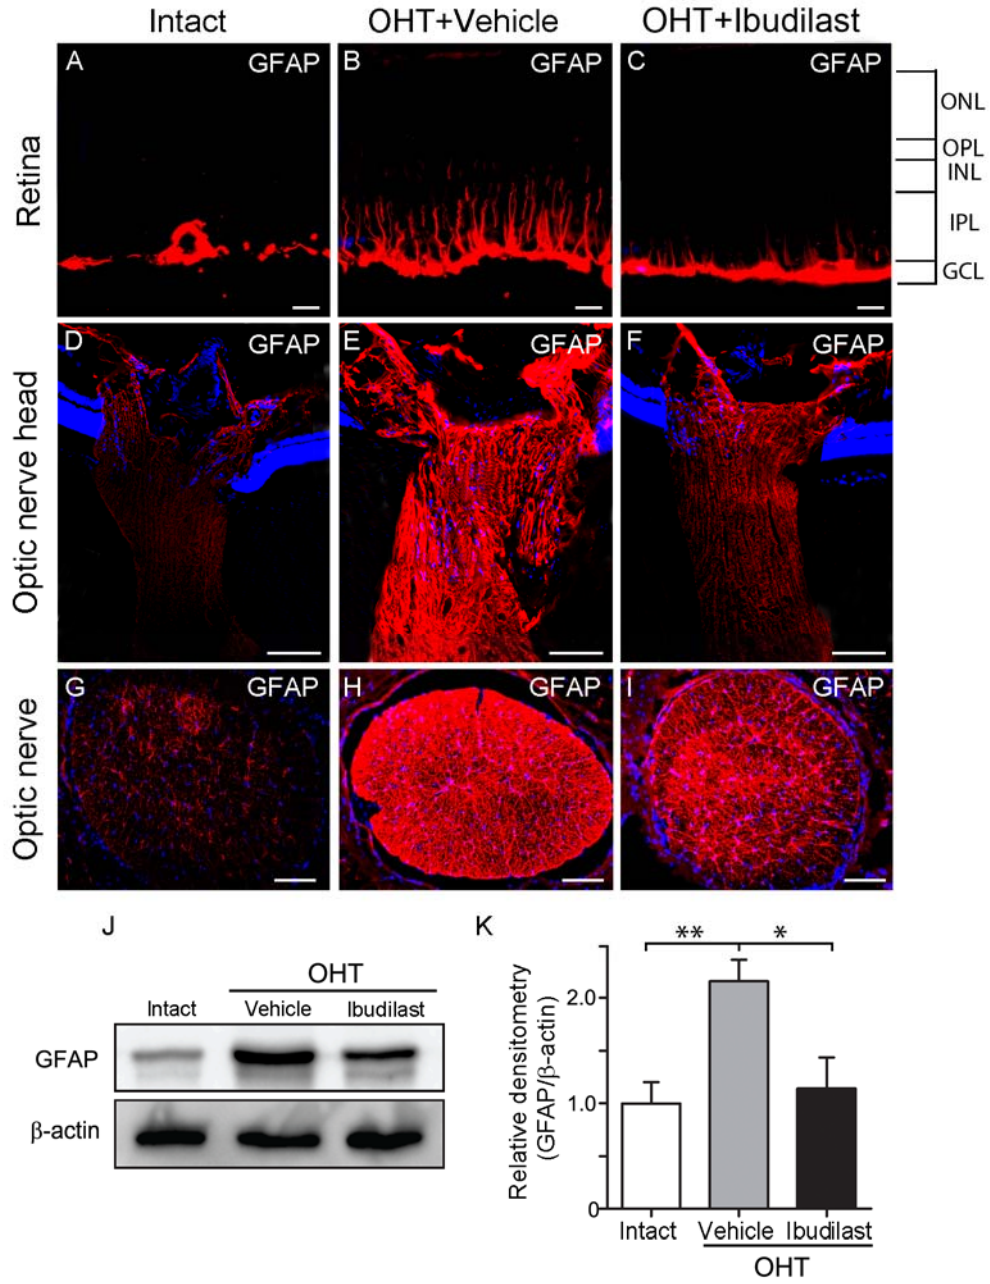 Intact OHT+Vehicle OHT+Ibudilast
Retina
A GFAP B GFAP C GFAP
ONL
OPL
INL
IPL
GCL
Optic nerve head
D GFAP E GFAP F GFAP
Optic nerve
G GFAP H GFAP I GFAP
J
OHT
Intact Vehicle Ibudilast
GFAP
β-actin
K
** *
Relative densitometry
(GFAP/β-actin)
2.0
1.0
0
Intact Vehicle Ibudilast
OHT